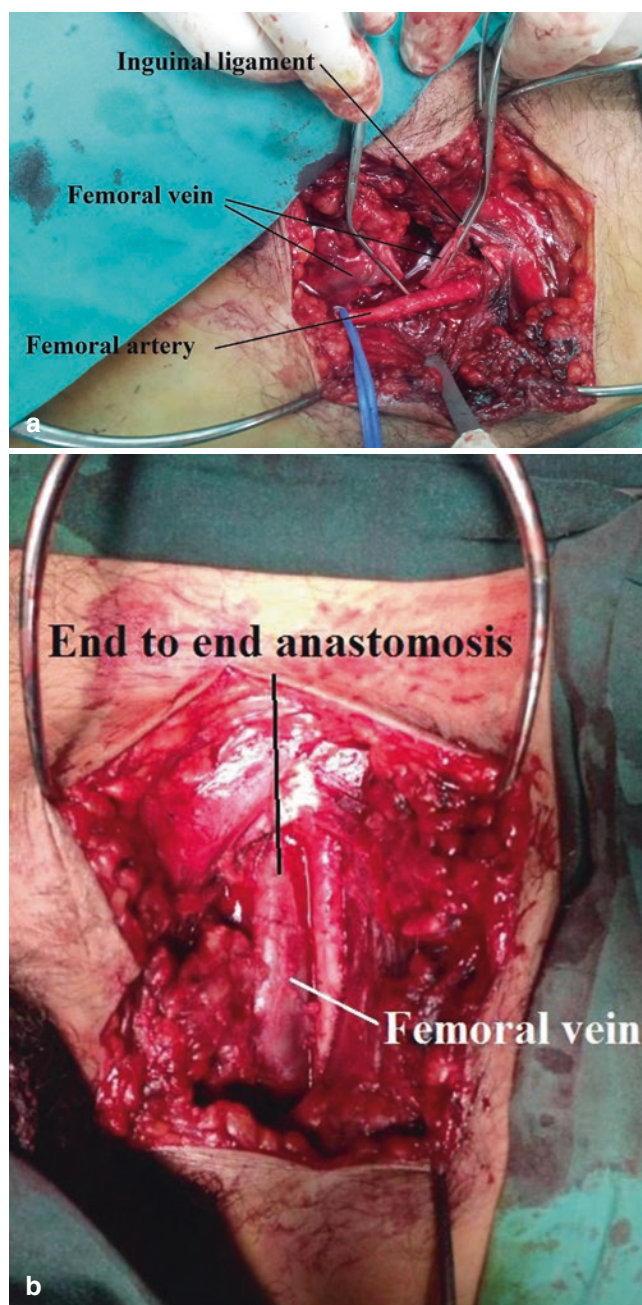 Inguinal ligament
Femoral vein
Femoral artery
a
End to end anastomosis
Femoral vein
b